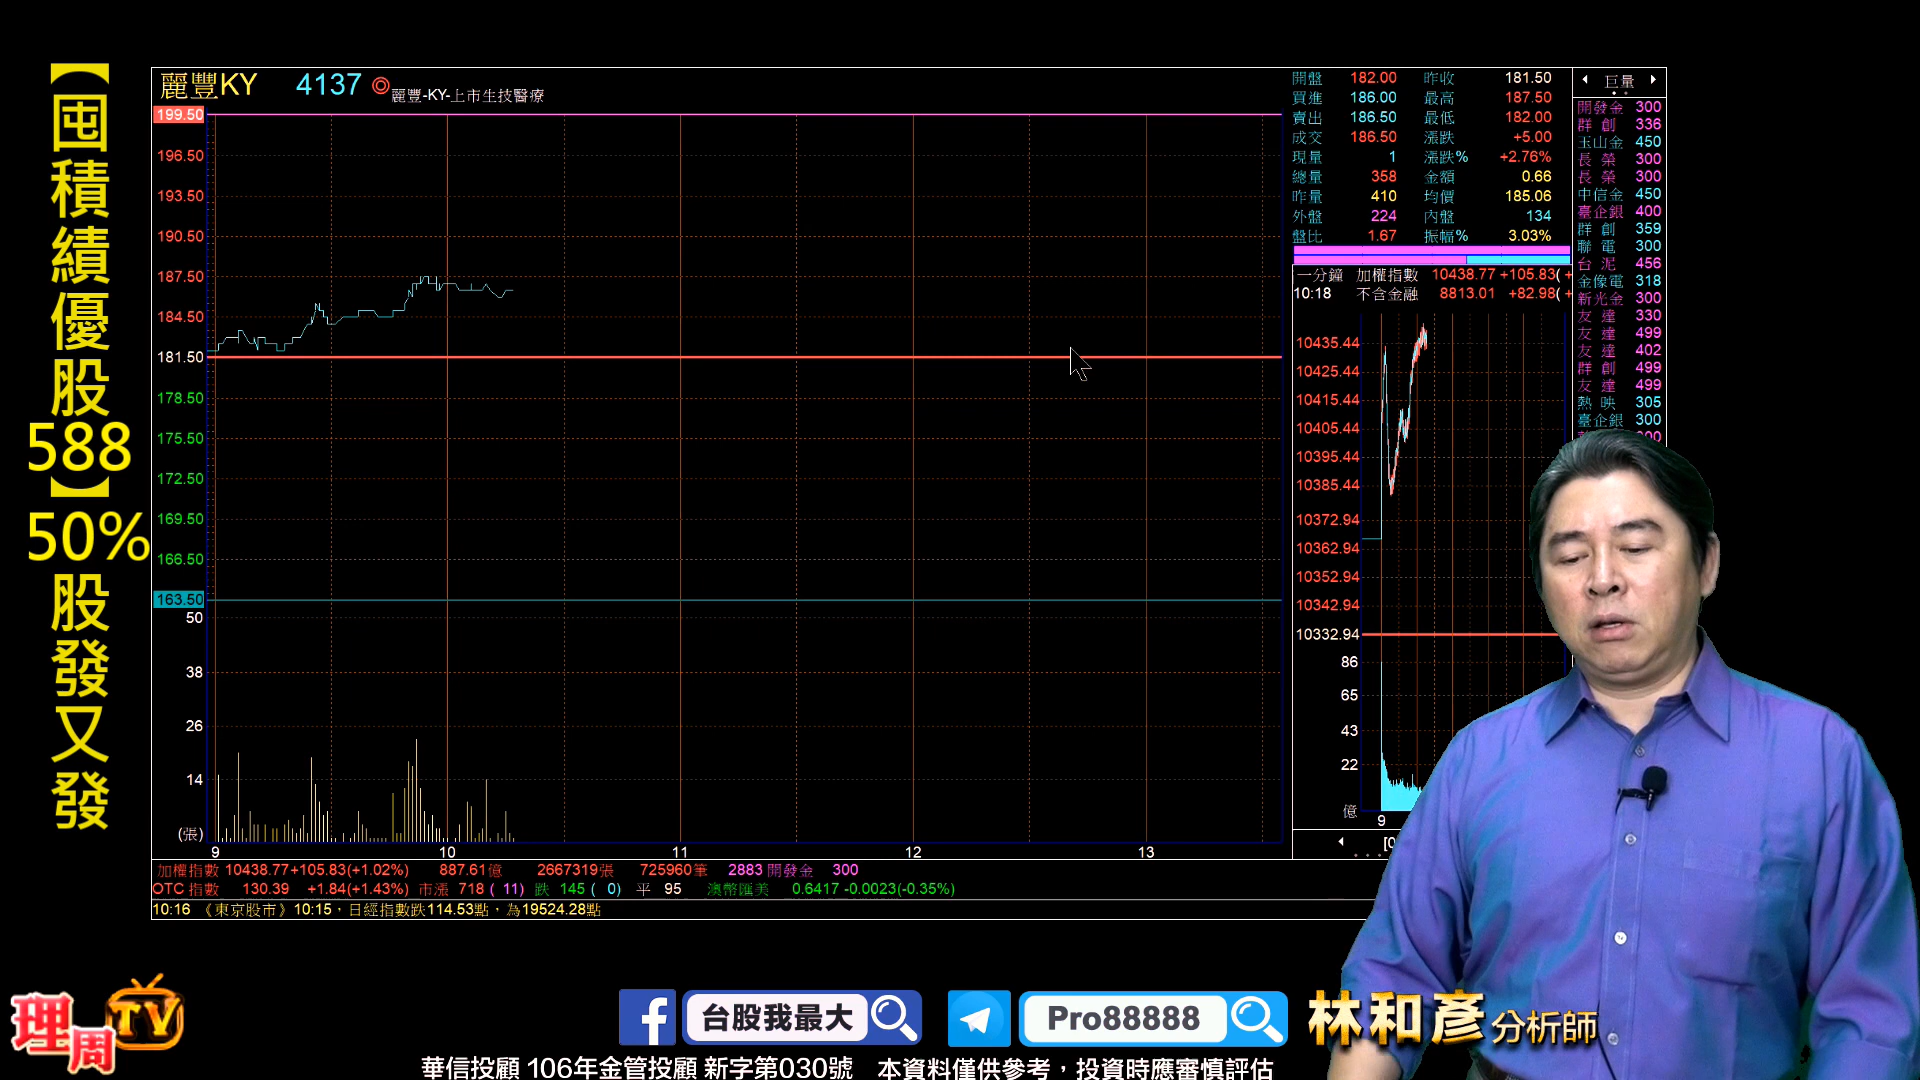 【囤積績優股588】50%股發又發
麗豐KY 4137 ◎麗豐-KY-上市生技醫療
199.50
196.50
193.50
190.50
187.50
184.50
181.50
178.50
175.50
172.50
169.50
166.50
163.50
50
38
26
14
(張)
9 10 11 12 13
開盤 182.00 昨收 181.50
買進 186.00 最高 187.50
賣出 186.50 最低 182.00
成交 186.50 漲跌 +5.00
現量 1 漲跌% +2.76%
總量 358 金額 0.66
昨量 410 均價 185.06
外盤 224 內盤 134
盤比 1.67 振幅% 3.03%
一分鐘 加權指數 10438.77 +105.83( +
10:18 不含金融 8813.01 +82.98( +
10435.44
10425.44
10415.44
10405.44
10395.44
10385.44
10372.94
10362.94
10352.94
10342.94
10332.94
86
65
43
22
億
9
[0
巨量
開發金 300
群創 336
玉山金 450
長榮 300
長榮 300
中信金 450
臺企銀 400
群創 359
聯電 300
台泥 456
金像電 318
新光金 300
友達 330
友達 499
友達 402
群創 499
友達 499
熱映 305
臺企銀 300
加權指數 10438.77 +105.83(+1.02%) 887.61億 2667319張 725960筆 2883 開發金 300
OTC 指數 130.39 +1.84(+1.43%) 市漲 718 ( 11) 跌 145 ( 0) 平 95 澳幣匯美 0.6417 -0.0023(-0.35%)
10:16 《東京股市》10:15，日經指數跌114.53點，為19524.28點
理周TV
f 台股我最大
Pro88888
林和彥 分析師
華信投顧 106年金管投顧 新字第030號 本資料僅供參考，投資時應審慎評估